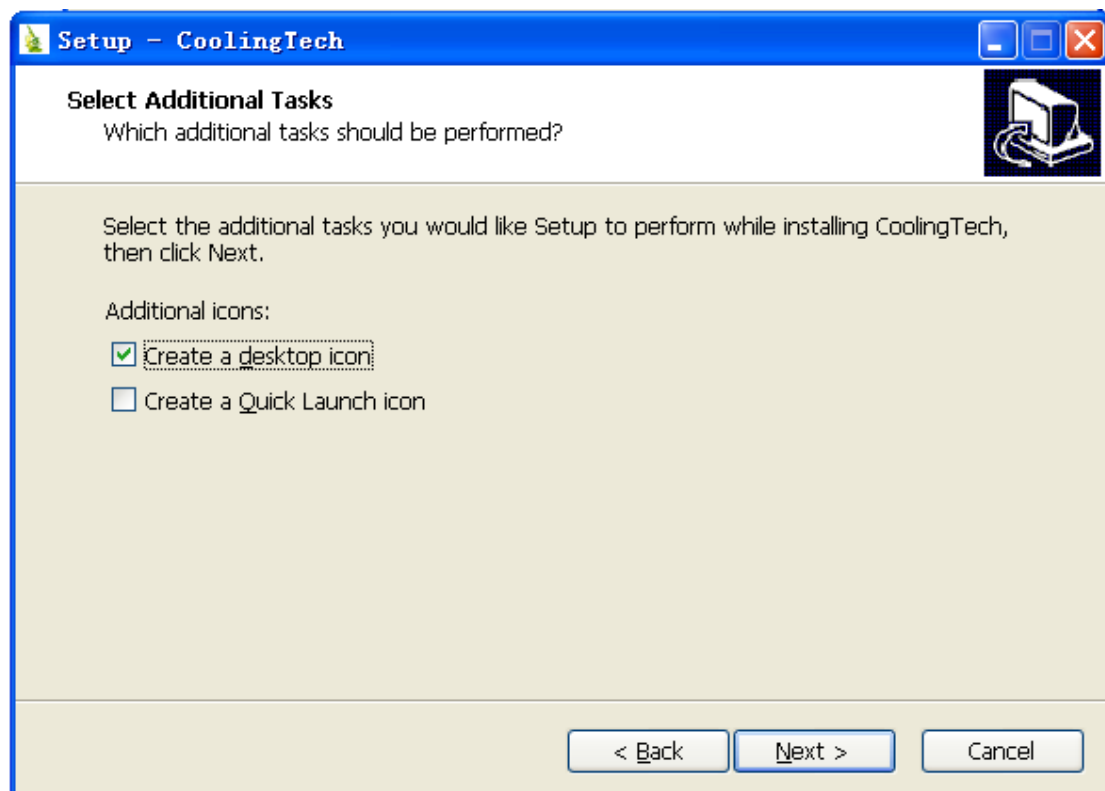 Setup - CoolingTech
Select Additional Tasks
Which additional tasks should be performed?
Select the additional tasks you would like Setup to perform while installing CoolingTech,
then click Next.
Additional icons:
Create a desktop icon
Create a Quick Launch icon
< Back Next > Cancel